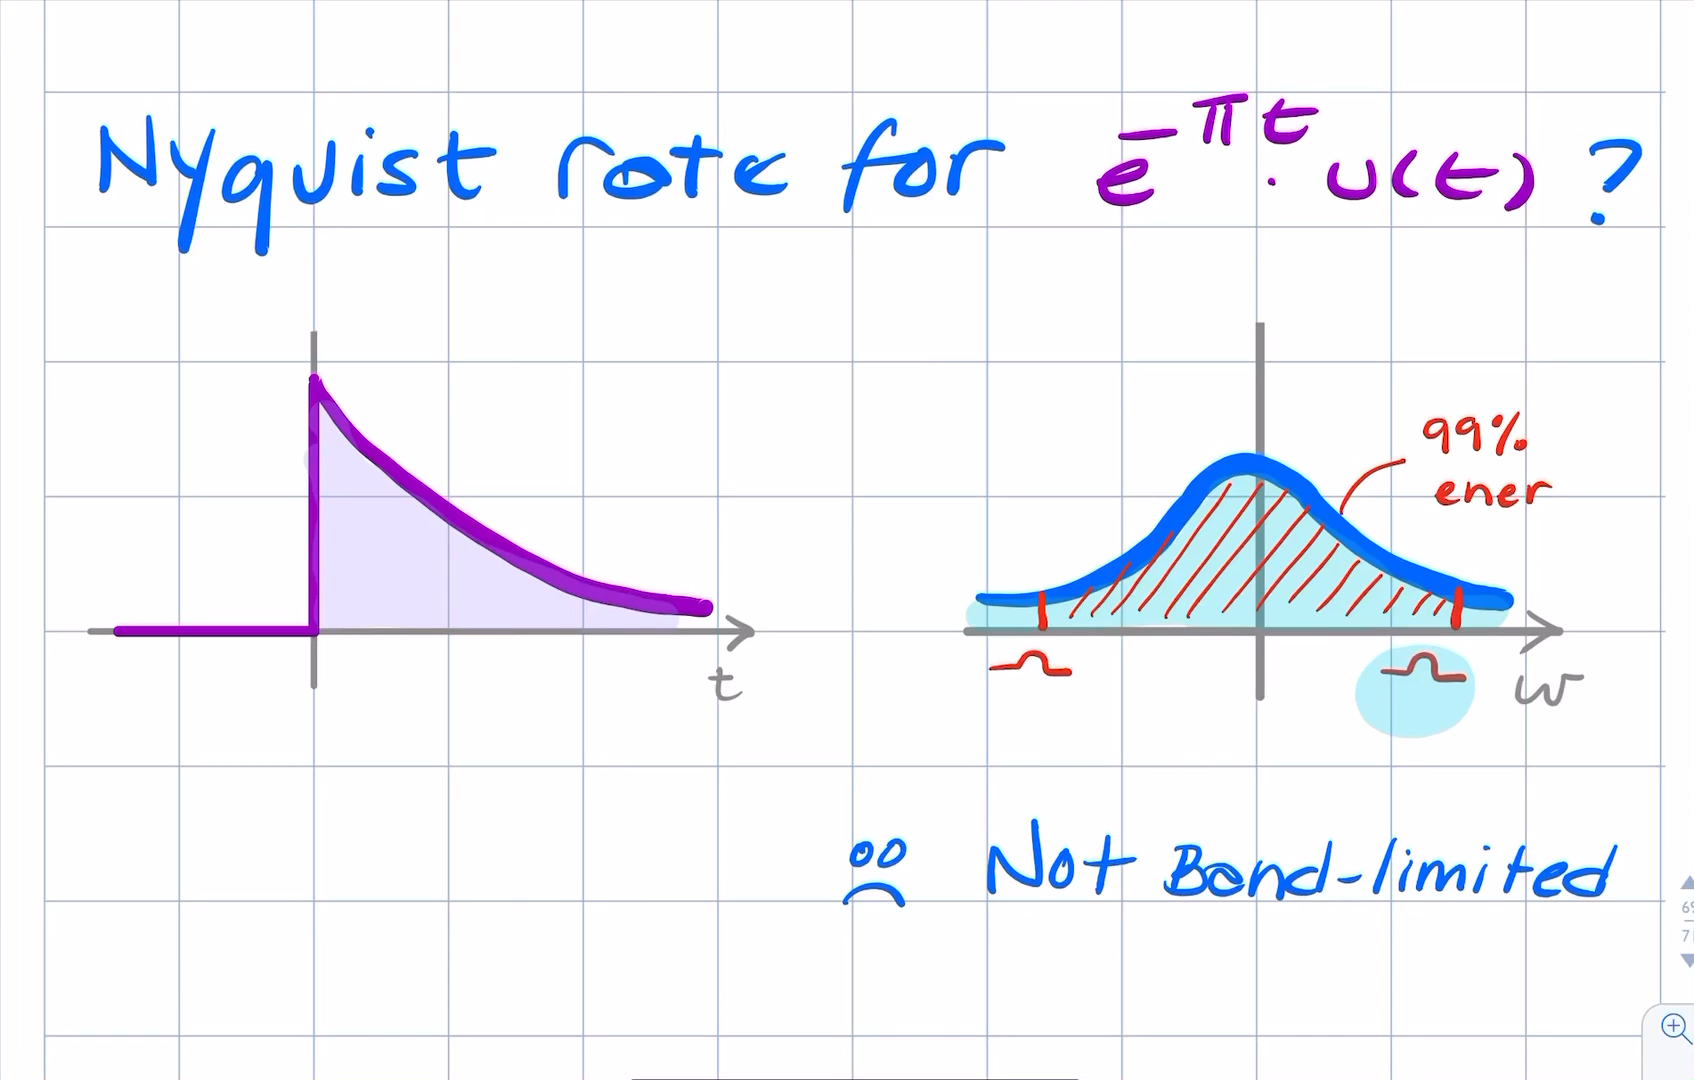 Nyquist rate for e^-πt · u(t) ?
99%
ener
t
Ω
Ω
w
Not Band-limited